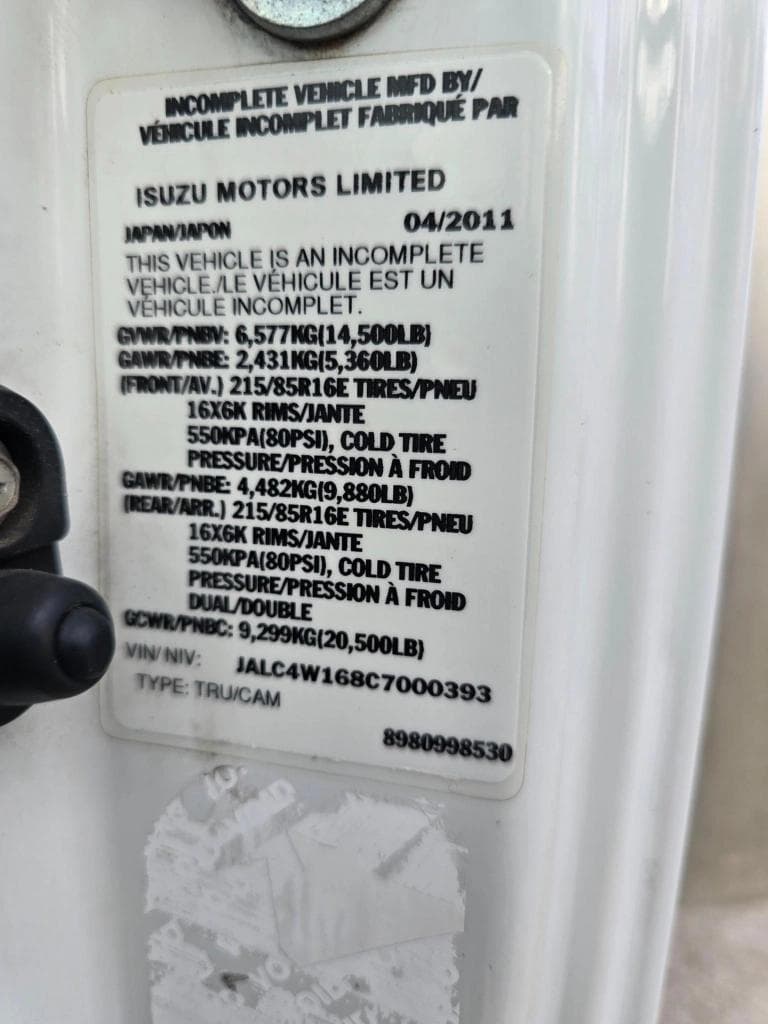 INCOMPLETE VEHICLE MFD BY/
VÉHICULE INCOMPLET FABRIQUÉ PAR
ISUZU MOTORS LIMITED
JAPAN/JAPON 04/2011
THIS VEHICLE IS AN INCOMPLETE
VEHICLE./LE VÉHICULE EST UN
VÉHICULE INCOMPLET.
GVWR/PNBV: 6,577KG(14,500LB)
GAWR/PNBE: 2,431KG(5,360LB)
(FRONT/AV.) 215/85R16E TIRES/PNEU
16X6K RIMS/JANTE
550KPA(80PSI), COLD TIRE
PRESSURE/PRESSION À FROID
GAWR/PNBE: 4,482KG(9,880LB)
(REAR/ARR.) 215/85R16E TIRES/PNEU
16X6K RIMS/JANTE
550KPA(80PSI), COLD TIRE
PRESSURE/PRESSION À FROID
DUAL/DOUBLE
GCWR/PNBC: 9,299KG(20,500LB)
VIN/NIV: JALC4W168C7000393
TYPE: TRU/CAM
8980998530